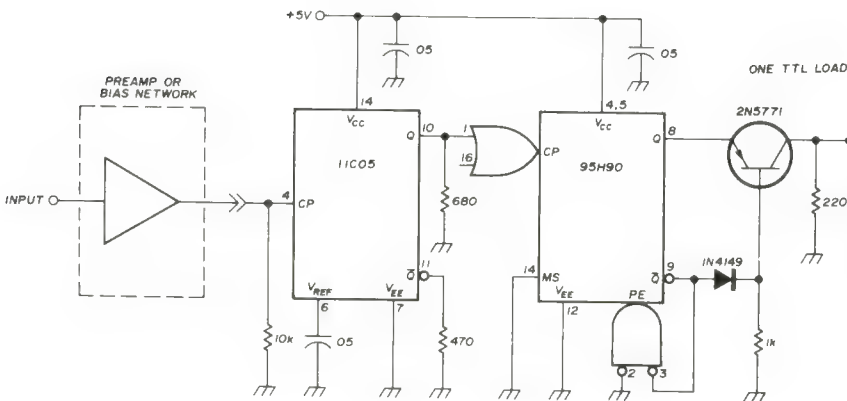 +5V
05
05
ONE TTL LOAD
PREAMP OR
BIAS NETWORK
14
4,5
2N5771
VCC
VCC
Q
10
1
Q
8
16
11C05
CP
95H90
INPUT
4
CP
680
220
11
14
MS
9
1N4149
Q
Q
VREF
VEE
VEE
PE
6
7
12
10k
05
470
1k
2
3